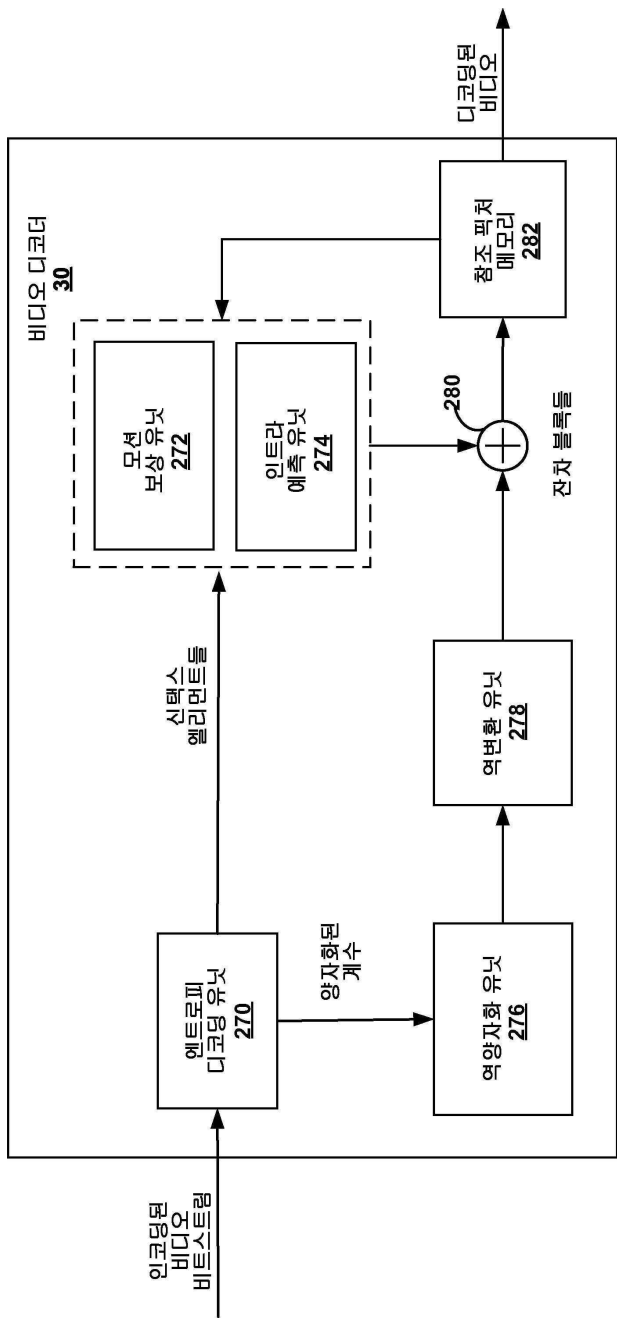 비디오 디코더
30
인코딩된
비디오
비트스트림
엔트로피
디코딩 유닛
270
신택스
엘리먼트들
모션
보상 유닛
272
인트라
예측 유닛
274
양자화된
계수
역양자화 유닛
276
역변환 유닛
278
280
잔차 블록들
참조 픽처
메모리
282
디코딩된
비디오